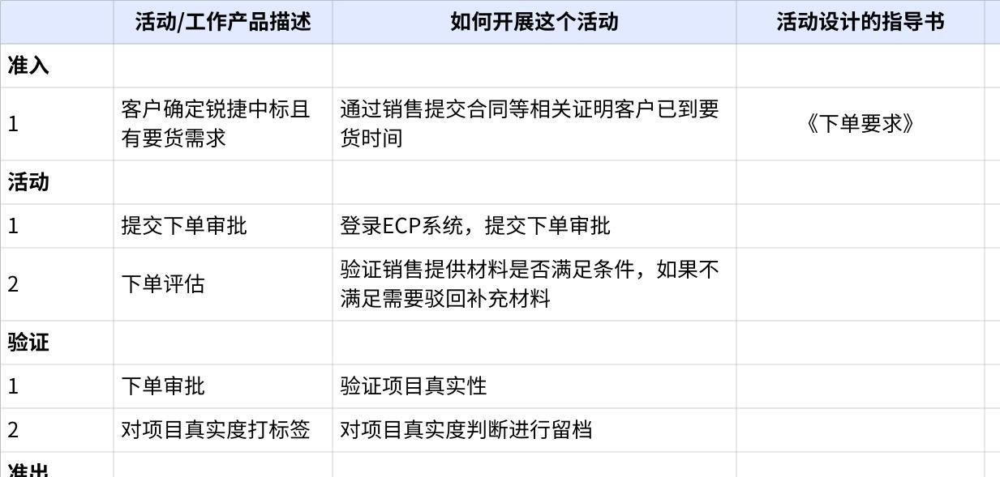 活动/工作产品描述 如何开展这个活动 活动设计的指导书
准入
1 客户确定锐捷中标且 通过销售提交合同等相关证明客户已到要 《下单要求》
有要货需求 货时间
活动
1 提交下单审批 登录ECP系统，提交下单审批
2 下单评估 验证销售提供材料是否满足条件，如果不
满足需要驳回补充材料
验证
1 下单审批 验证项目真实性
2 对项目真实度打标签 对项目真实度判断进行留档
准出